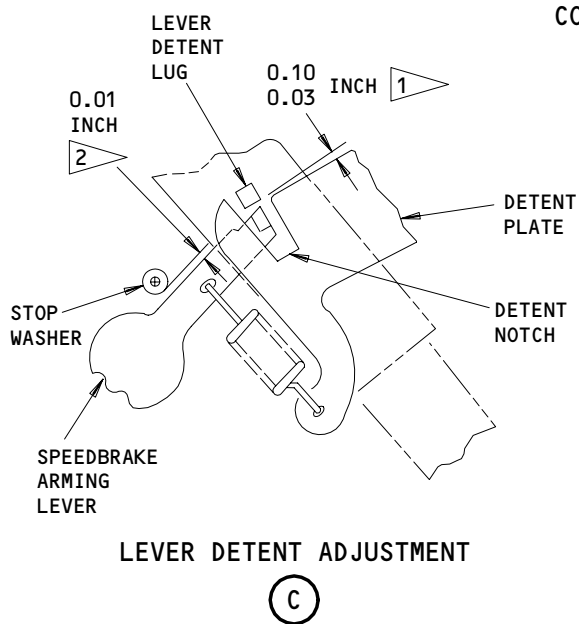 CO
LEVER
DETENT
LUG
0.10
0.03
INCH
1
0.01
INCH
2
DETENT
PLATE
STOP
WASHER
DETENT
NOTCH
SPEEDBRAKE
ARMING
LEVER
LEVER DETENT ADJUSTMENT
C